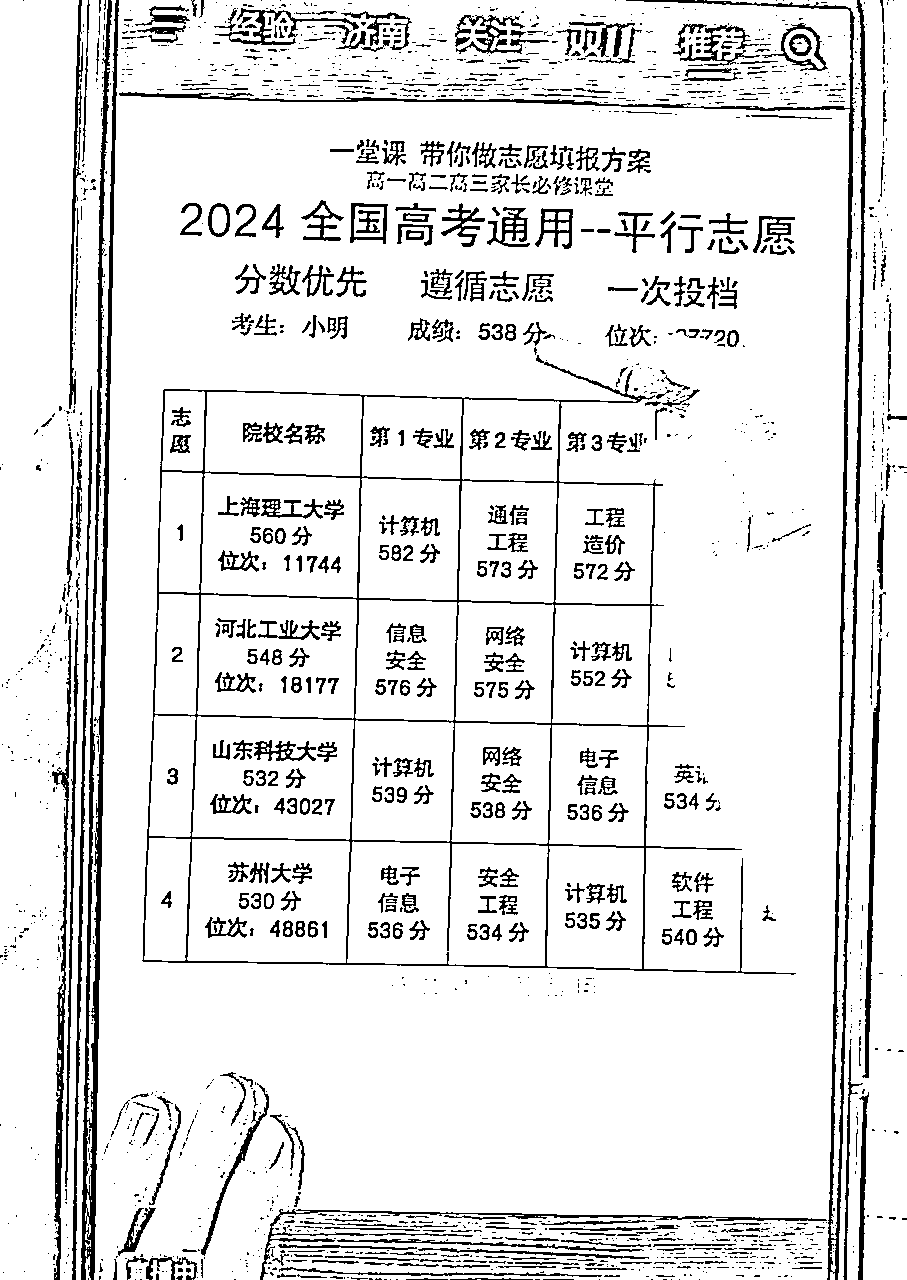 经验 济南 关注 双山 推荐
一堂课 带你做志愿填报方案
高一高二高三家长必修课堂
2024 全国高考通用--平行志愿
分数优先 遵循志愿 一次投档
考生：小明 成绩：538 分 位次：
志愿 院校名称 第 1 专业 第 2 专业 第 3 专业
1 上海理工大学 560 分 位次：11744 计算机 582 分 通信工程 573 分 工程造价 572 分
2 河北工业大学 548 分 位次：18177 信息安全 576 分 网络安全 575 分 计算机 552 分
3 山东科技大学 532 分 位次：43027 计算机 539 分 网络安全 538 分 电子信息 536 分 534 分
4 苏州大学 530 分 位次：48861 电子信息 536 分 安全工程 534 分 计算机 535 分 软件工程 540 分